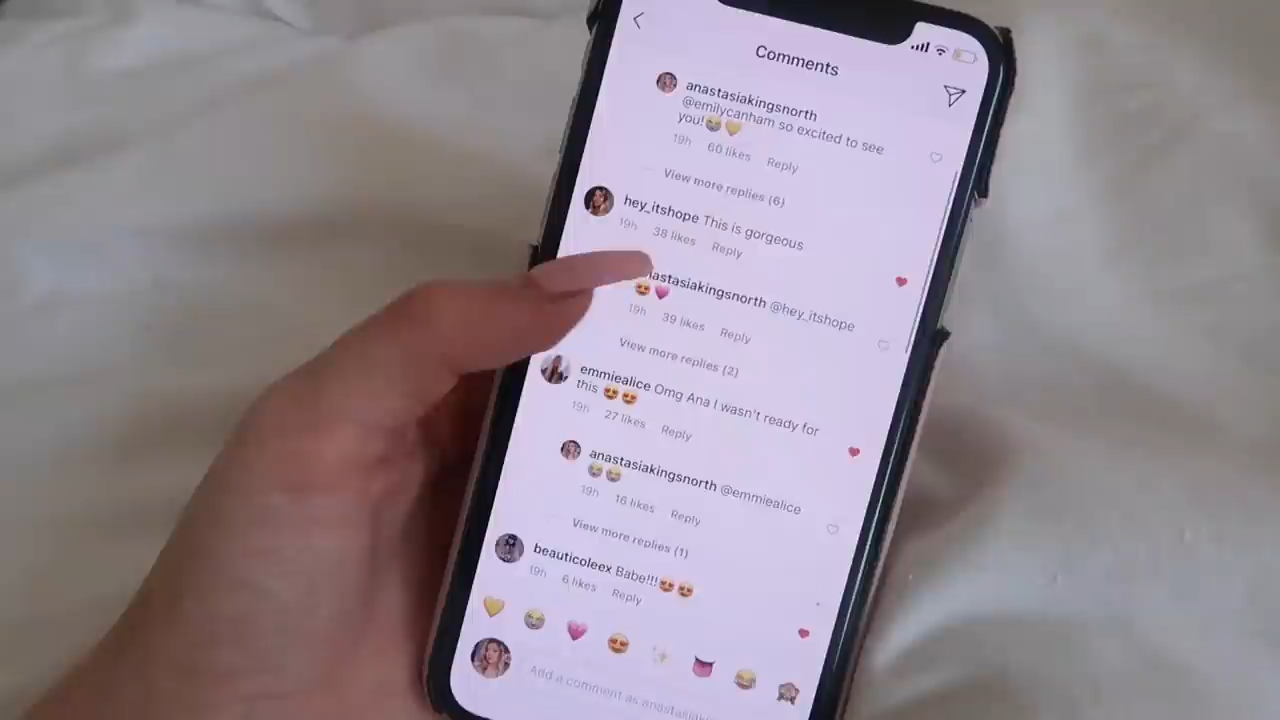 Comments
anastasiakingsnorth
@emilycanham so excited to see
you!😭💛
19h 60 likes Reply
View more replies (6)
hey_itshope This is gorgeous
19h 38 likes Reply
nastasiakingsnorth @hey_itshope
😍💗
19h 39 likes Reply
View more replies (2)
emmiealice Omg Ana I wasn't ready for
this 😍😍
19h 27 likes Reply
anastasiakingsnorth @emmiealice
😭😭
19h 16 likes Reply
View more replies (1)
beauticoleex Babe!!!😍😍
19h 6 likes Reply
💛 😭 💗 😍 ✨ 👅 😂 🙈
Add a comment as anastasiak